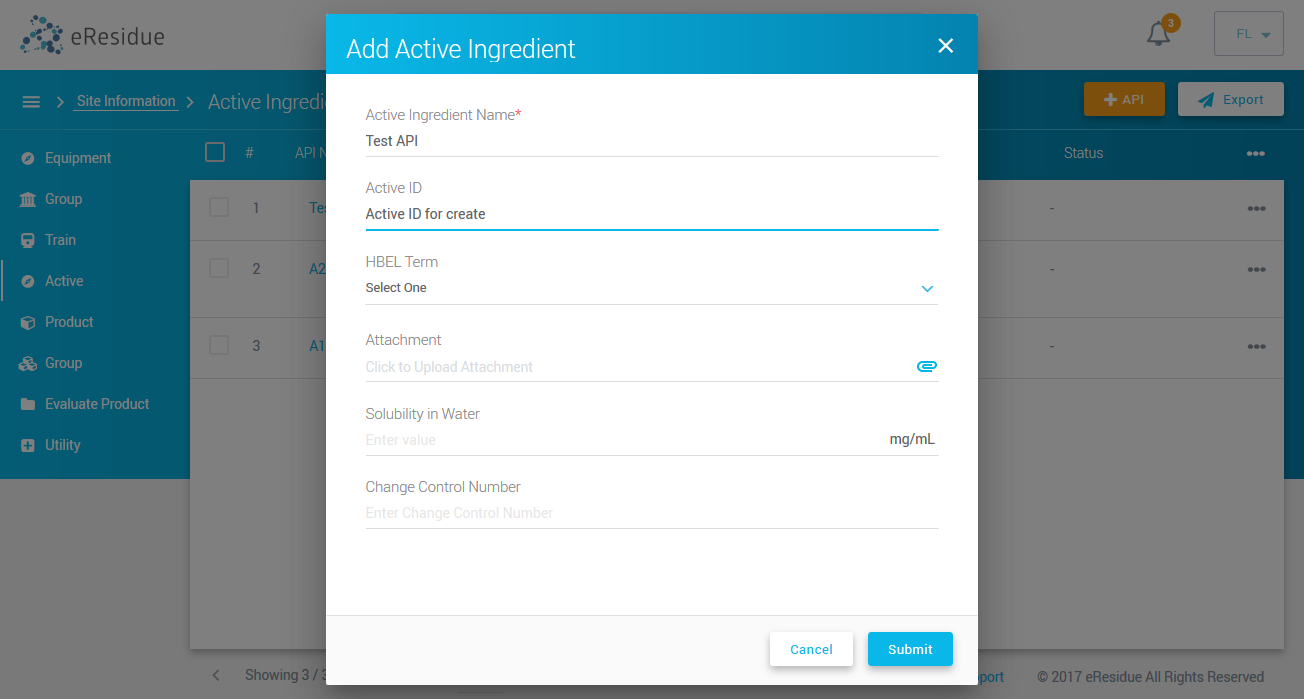 eResidue
Add Active Ingredient
3
FL
Site Information
Active Ingredi
API
Export
Equipment
Group
Train
Active
Product
Group
Evaluate Product
Utility
#
API N
Status
1
Tes
-
2
A2
-
3
A1
-
Active Ingredient Name*
Test API
Active ID
Active ID for create
HBEL Term
Select One
Attachment
Click to Upload Attachment
Solubility in Water
Enter value
mg/mL
Change Control Number
Enter Change Control Number
Cancel
Submit
Showing 3 / 3
port
© 2017 eResidue All Rights Reserved